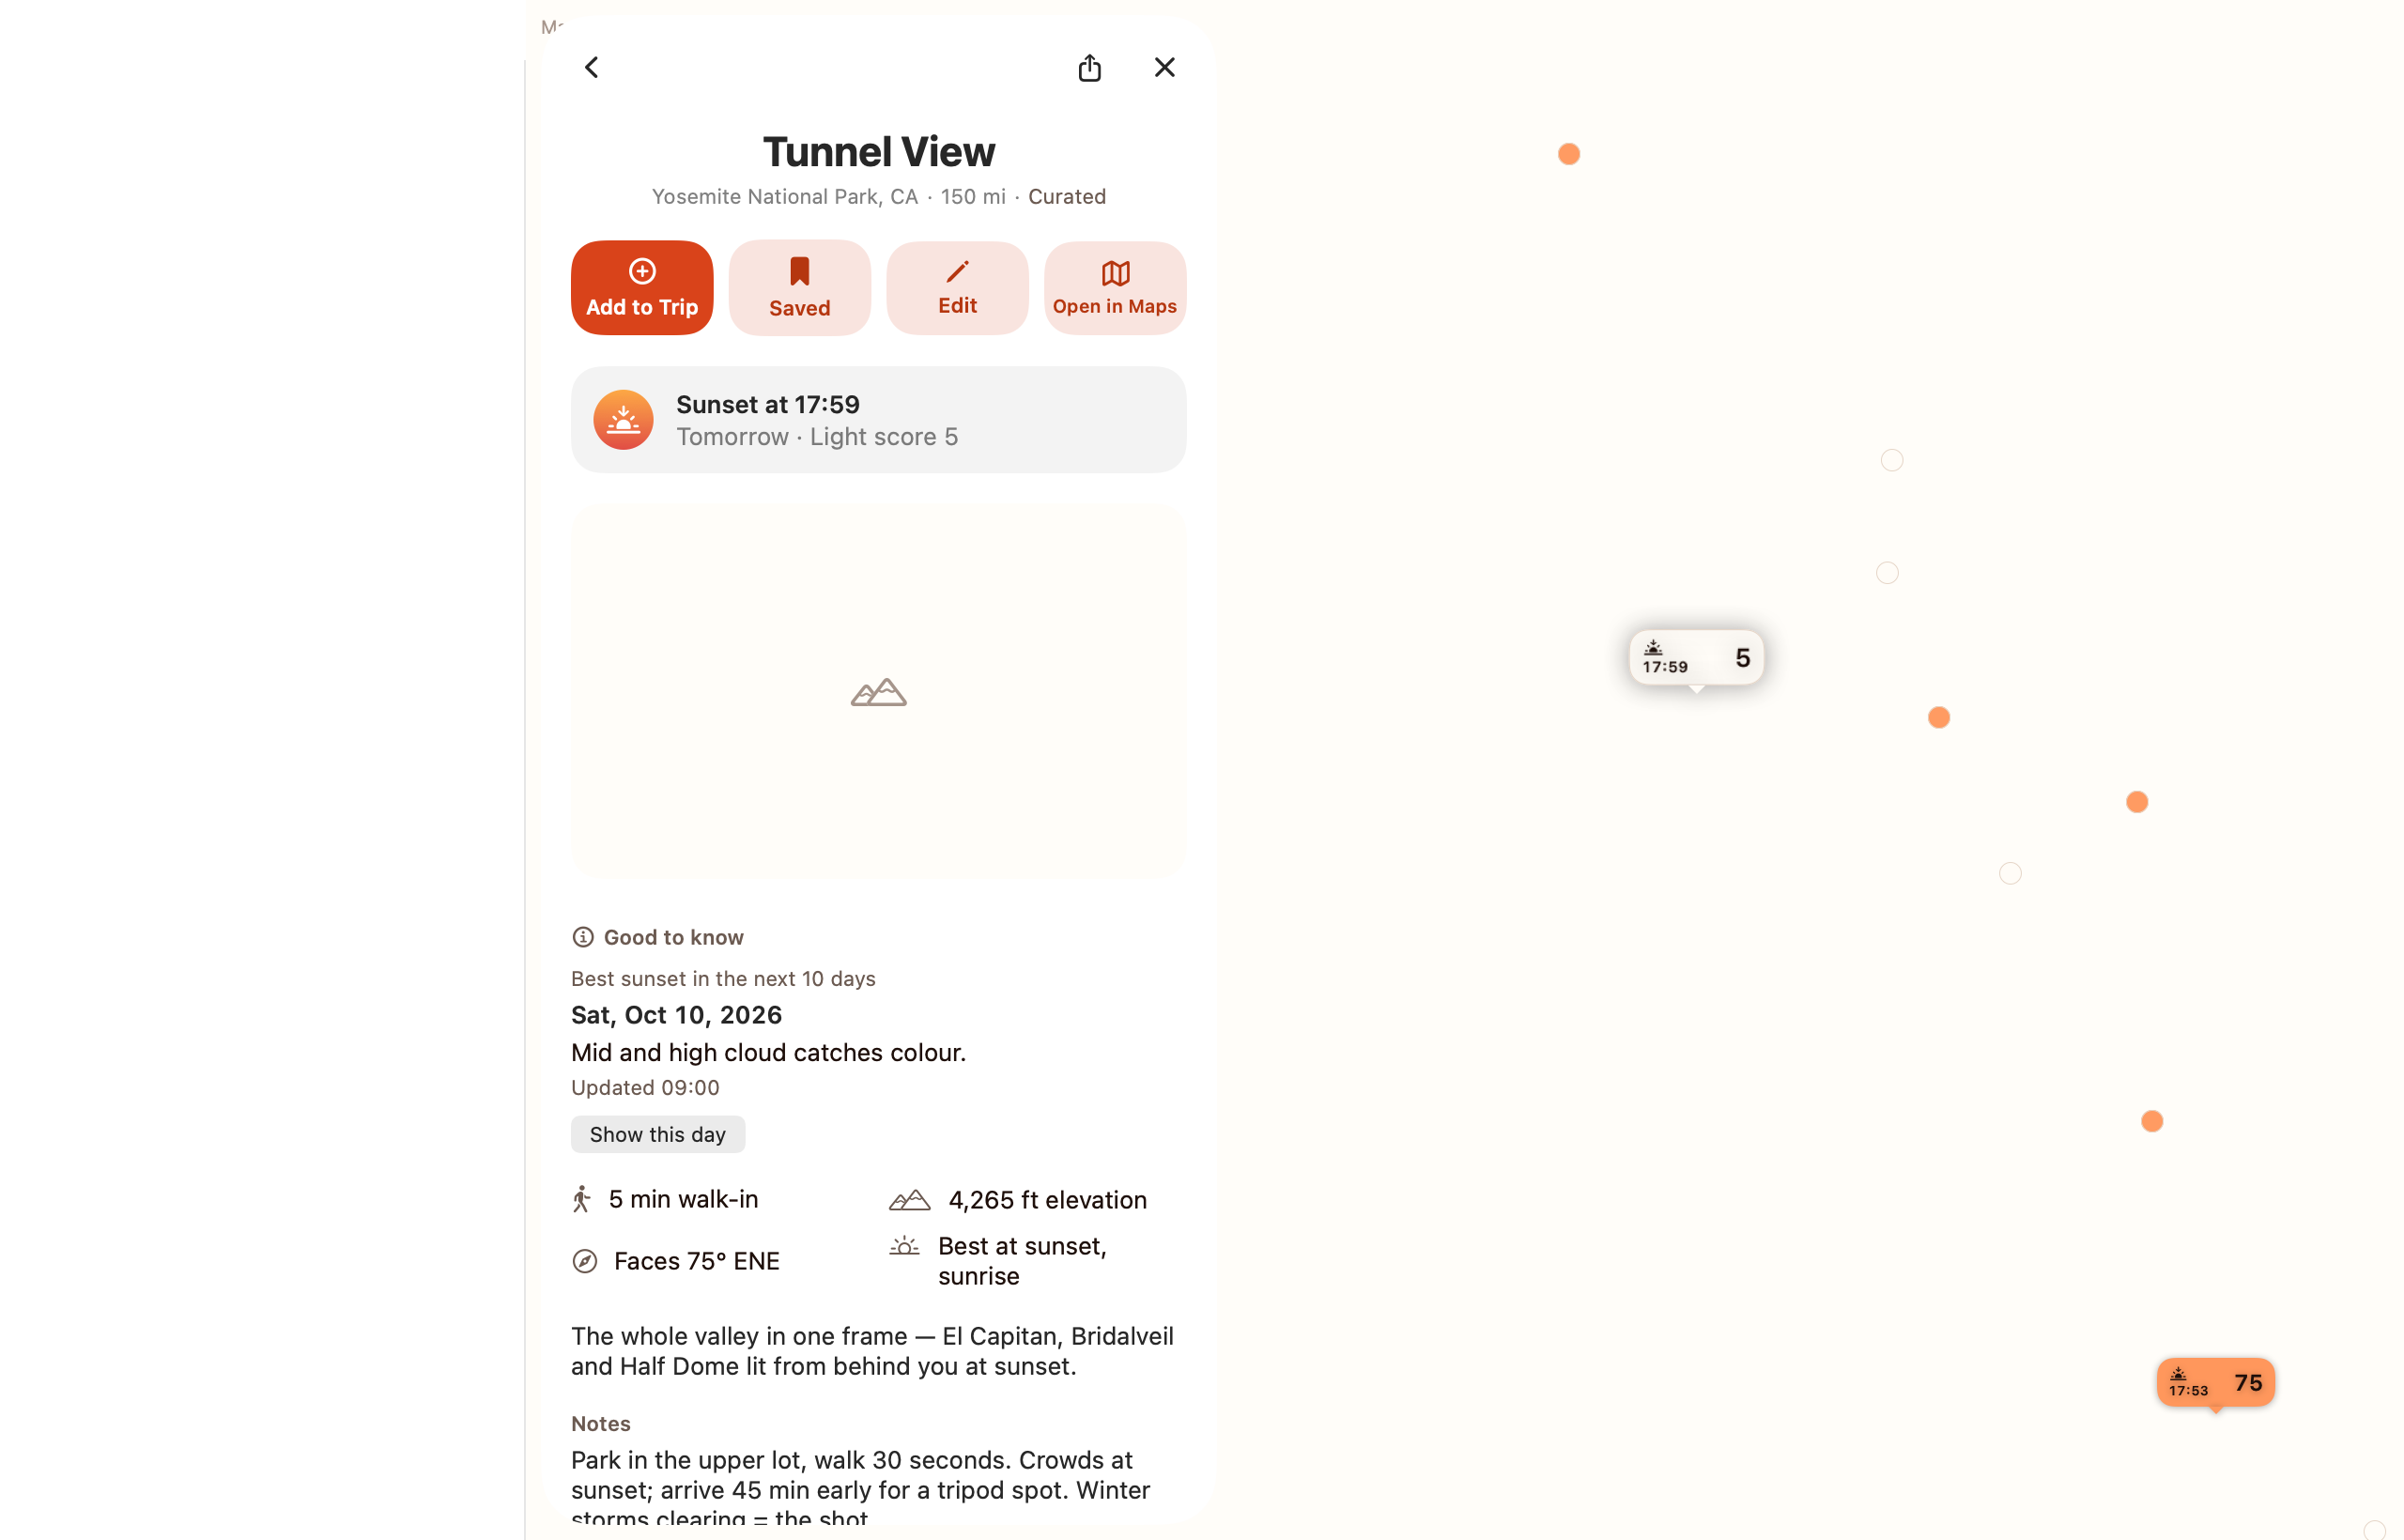 Tunnel View
Yosemite National Park, CA · 150 mi · Curated
Add to Trip
Saved
Edit
Open in Maps
Sunset at 17:59
Tomorrow · Light score 5
Good to know
Best sunset in the next 10 days
Sat, Oct 10, 2026
Mid and high cloud catches colour.
Updated 09:00
Show this day
5 min walk-in
4,265 ft elevation
Faces 75° ENE
Best at sunset,
sunrise
The whole valley in one frame — El Capitan, Bridalveil
and Half Dome lit from behind you at sunset.
Notes
Park in the upper lot, walk 30 seconds. Crowds at
sunset; arrive 45 min early for a tripod spot. Winter
storms clearing = the shot
17:59
5
17:53
75